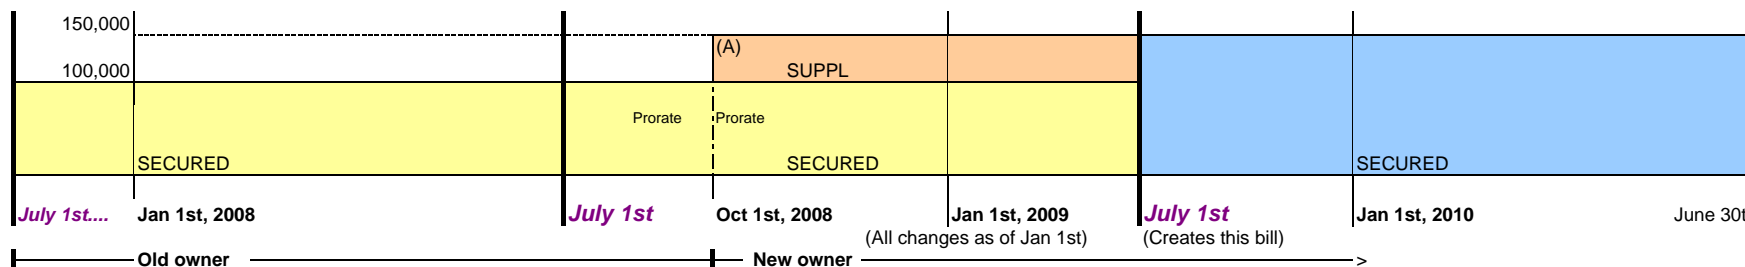 150,000
(A)
100,000
SUPPL
Prorate Prorate
SECURED SECURED SECURED
July 1st.... Jan 1st, 2008 July 1st Oct 1st, 2008 Jan 1st, 2009 July 1st Jan 1st, 2010 June 30t
(All changes as of Jan 1st) (Creates this bill)
Old owner New owner >